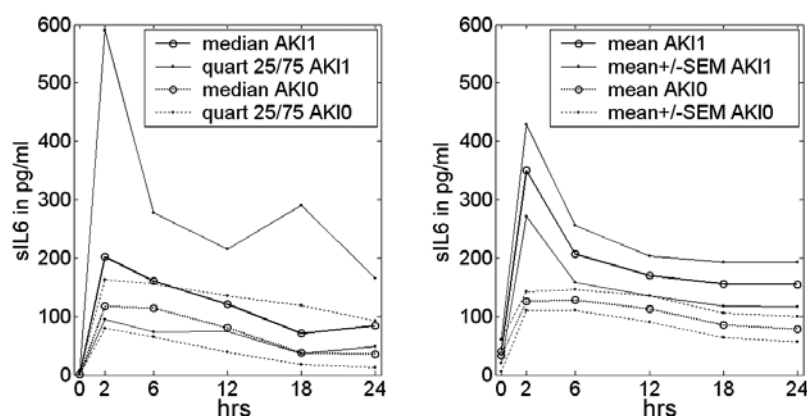 sIL6 in pg/ml
600
500
400
300
200
100
0
median AKI1
quart 25/75 AKI1
median AKI0
quart 25/75 AKI0
0 2 6 12 18 24
hrs
sIL6 in pg/ml
600
500
400
300
200
100
0
mean AKI1
mean+/-SEM AKI1
mean AKI0
mean+/-SEM AKI0
0 2 6 12 18 24
hrs